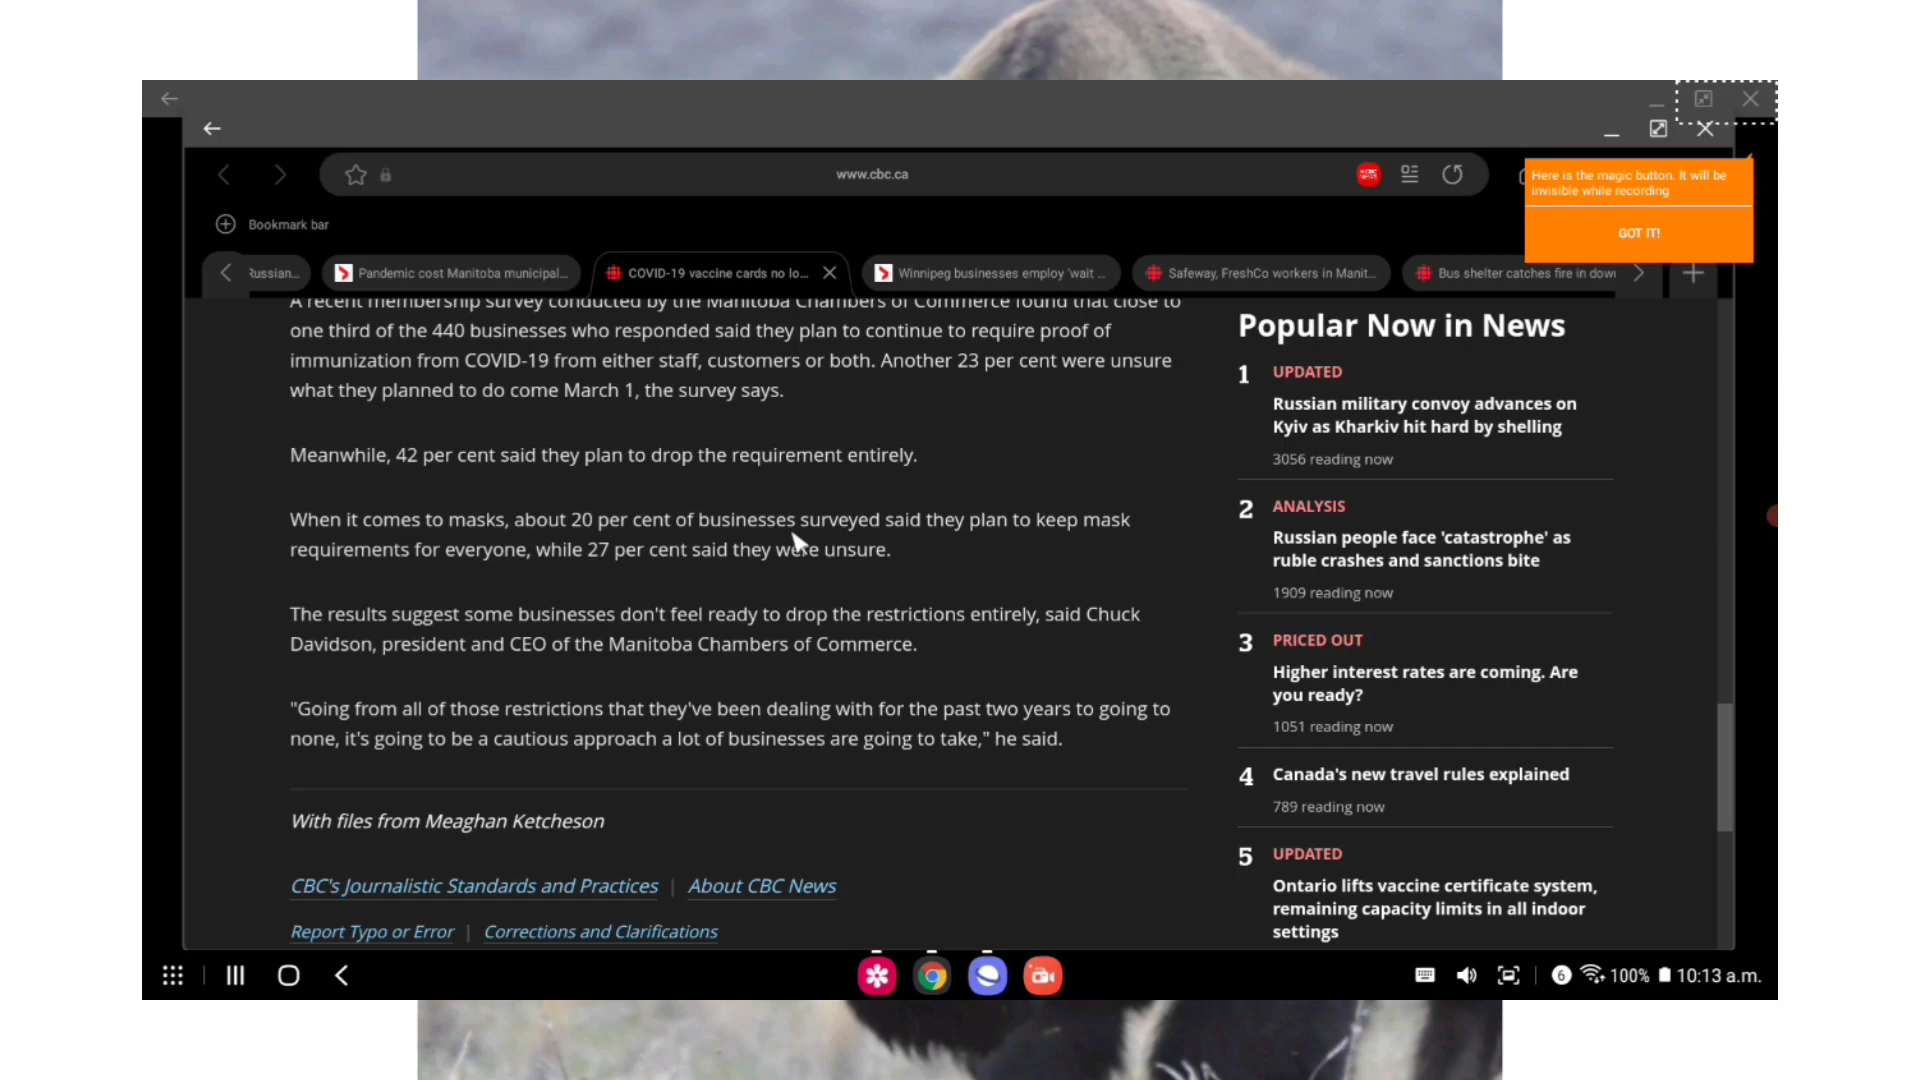 www.cbc.ca
Here is the magic button. It will be
invisible while recording
GOT IT!
Bookmark bar
Russian...
Pandemic cost Manitoba municipal...
COVID-19 vaccine cards no lo...
Winnipeg businesses employ 'wait ...
Safeway, FreshCo workers in Manit...
Bus shelter catches fire in down
A recent membership survey conducted by the Manitoba Chambers of Commerce found that close to
one third of the 440 businesses who responded said they plan to continue to require proof of
immunization from COVID-19 from either staff, customers or both. Another 23 per cent were unsure
what they planned to do come March 1, the survey says.
Meanwhile, 42 per cent said they plan to drop the requirement entirely.
When it comes to masks, about 20 per cent of businesses surveyed said they plan to keep mask
requirements for everyone, while 27 per cent said they were unsure.
The results suggest some businesses don't feel ready to drop the restrictions entirely, said Chuck
Davidson, president and CEO of the Manitoba Chambers of Commerce.
"Going from all of those restrictions that they've been dealing with for the past two years to going to
none, it's going to be a cautious approach a lot of businesses are going to take," he said.
With files from Meaghan Ketcheson
CBC's Journalistic Standards and Practices | About CBC News
Report Typo or Error | Corrections and Clarifications
Popular Now in News
1 UPDATED
Russian military convoy advances on
Kyiv as Kharkiv hit hard by shelling
3056 reading now
2 ANALYSIS
Russian people face 'catastrophe' as
ruble crashes and sanctions bite
1909 reading now
3 PRICED OUT
Higher interest rates are coming. Are
you ready?
1051 reading now
4 Canada's new travel rules explained
789 reading now
5 UPDATED
Ontario lifts vaccine certificate system,
remaining capacity limits in all indoor
settings
6 100% 10:13 a.m.